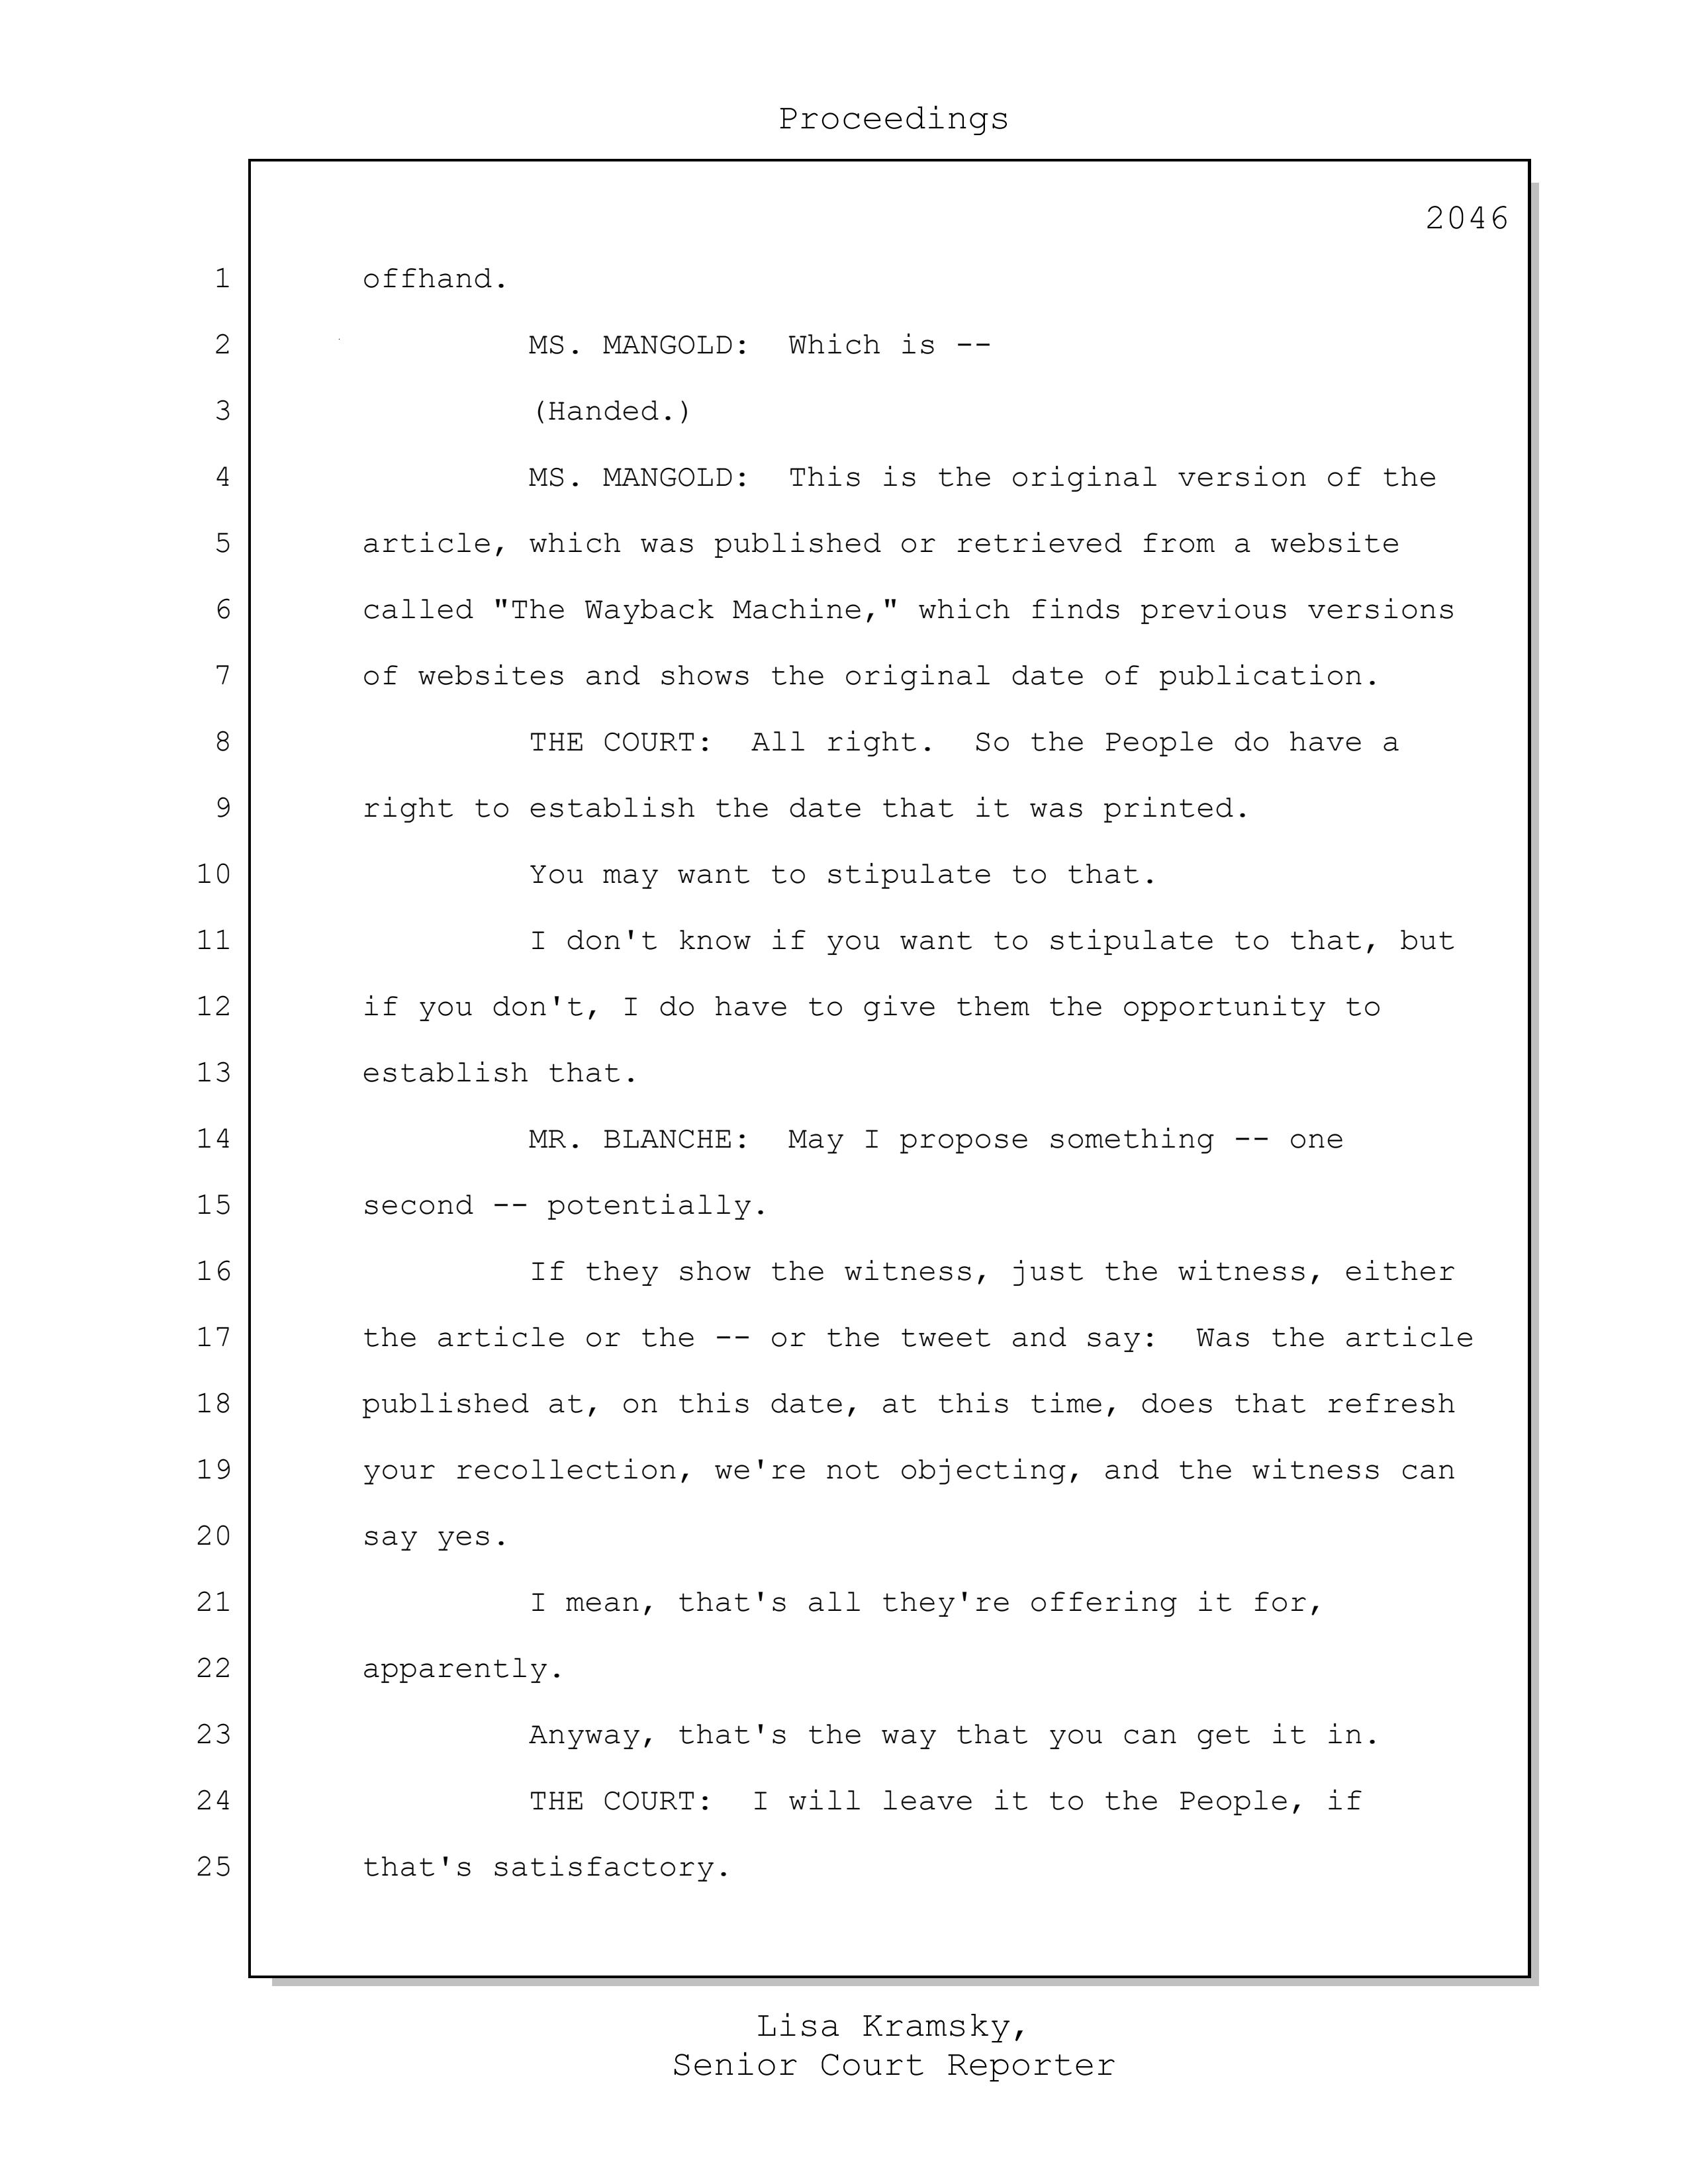 Proceedings
2046
1 offhand.
2 MS. MANGOLD:  Which is --
3 (Handed.)
4 MS. MANGOLD:  This is the original version of the
5 article, which was published or retrieved from a website
6 called "The Wayback Machine," which finds previous versions
7 of websites and shows the original date of publication.
8 THE COURT:  All right.  So the People do have a
9 right to establish the date that it was printed.
10 You may want to stipulate to that.
11 I don't know if you want to stipulate to that, but
12 if you don't, I do have to give them the opportunity to
13 establish that.
14 MR. BLANCHE:  May I propose something -- one
15 second -- potentially.
16 If they show the witness, just the witness, either
17 the article or the -- or the tweet and say:  Was the article
18 published at, on this date, at this time, does that refresh
19 your recollection, we're not objecting, and the witness can
20 say yes.
21 I mean, that's all they're offering it for,
22 apparently.
23 Anyway, that's the way that you can get it in.
24 THE COURT:  I will leave it to the People, if
25 that's satisfactory.
Lisa Kramsky,
Senior Court Reporter